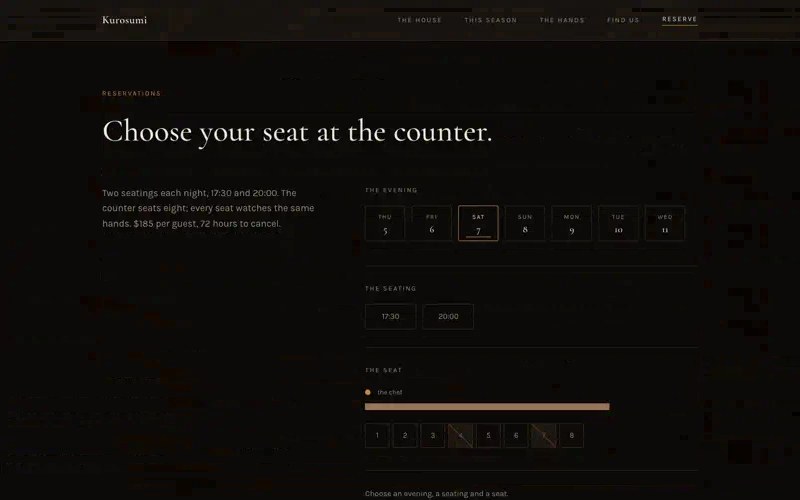 Kurosumi
THE HOUSE THIS SEASON THE HANDS FIND US RESERVE
RESERVATIONS
Choose your seat at the counter.
Two seatings each night, 17:30 and 20:00. The
counter seats eight; every seat watches the same
hands. $185 per guest, 72 hours to cancel.
THE EVENING
THU FRI SAT SUN MON TUE WED
5 6 7 8 9 10 11
THE SEATING
17:30 20:00
THE SEAT
the chef
1 2 3 4 5 6 7 8
Choose an evening, a seating and a seat.